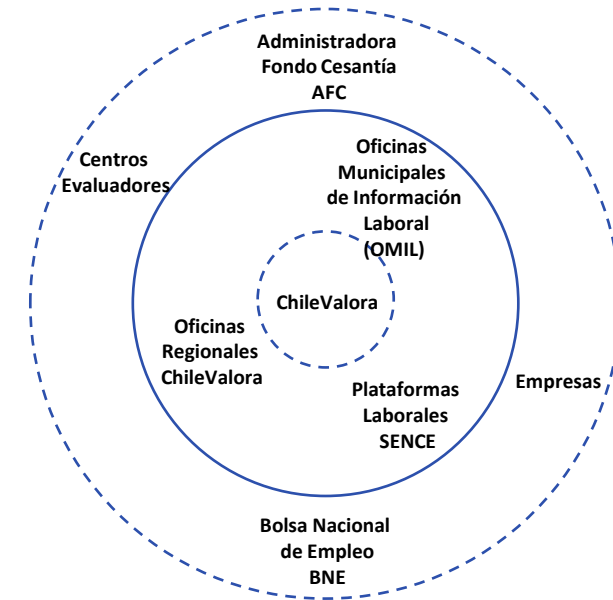 Administradora
Fondo Cesantía
AFC
Centros
Evaluadores
Oficinas
Municipales
de Información
Laboral
(OMIL)
ChileValora
Oficinas
Regionales
ChileValora
Plataformas
Laborales
SENCE
Empresas
Bolsa Nacional
de Empleo
BNE